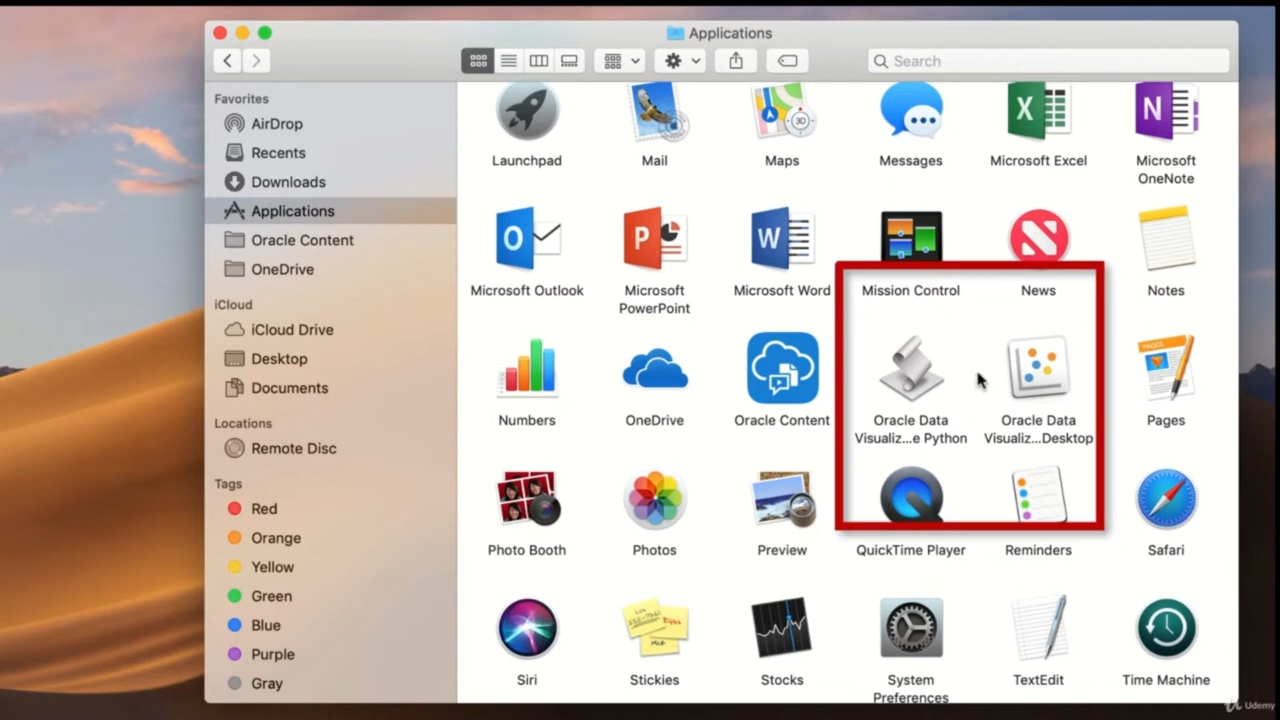 Applications
Search
Favorites
AirDrop
Recents
Downloads
Applications
Oracle Content
OneDrive
iCloud
iCloud Drive
Desktop
Documents
Locations
Remote Disc
Tags
Red
Orange
Yellow
Green
Blue
Purple
Gray
Launchpad
Mail
3D
Maps
Messages
X
Microsoft Excel
N
Microsoft
OneNote
O
Microsoft Outlook
P
Microsoft
PowerPoint
W
Microsoft Word
Mission Control
News
Notes
Numbers
OneDrive
Oracle Content
Oracle Data
Visualiz...e Python
Oracle Data
Visualiz...Desktop
PAGES
Pages
Photo Booth
Photos
Preview
QuickTime Player
Reminders
Safari
Siri
Stickies
Stocks
System
Preferences
TextEdit
Time Machine
Udemy